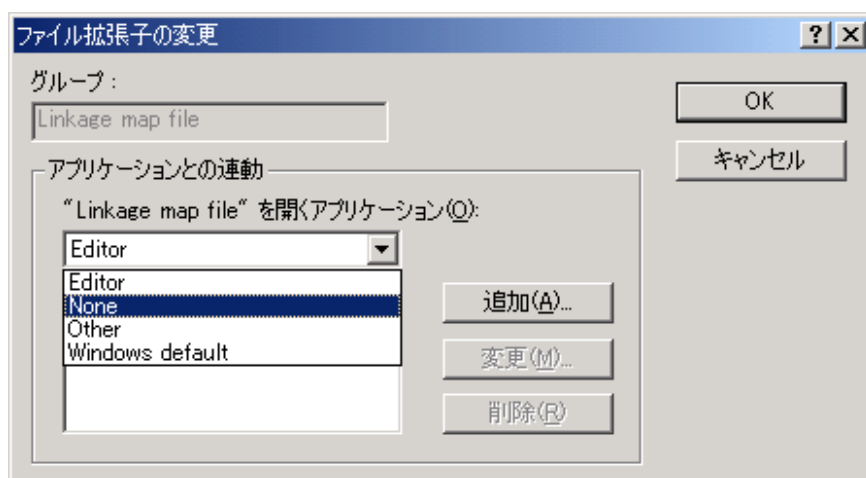 ファイル拡張子の変更
グループ :
Linkage map file
OK
キャンセル
アプリケーションとの連動
"Linkage map file" を開くアプリケーション(O):
Editor
Editor
None
Other
Windows default
追加(A)...
変更(M)...
削除(R)